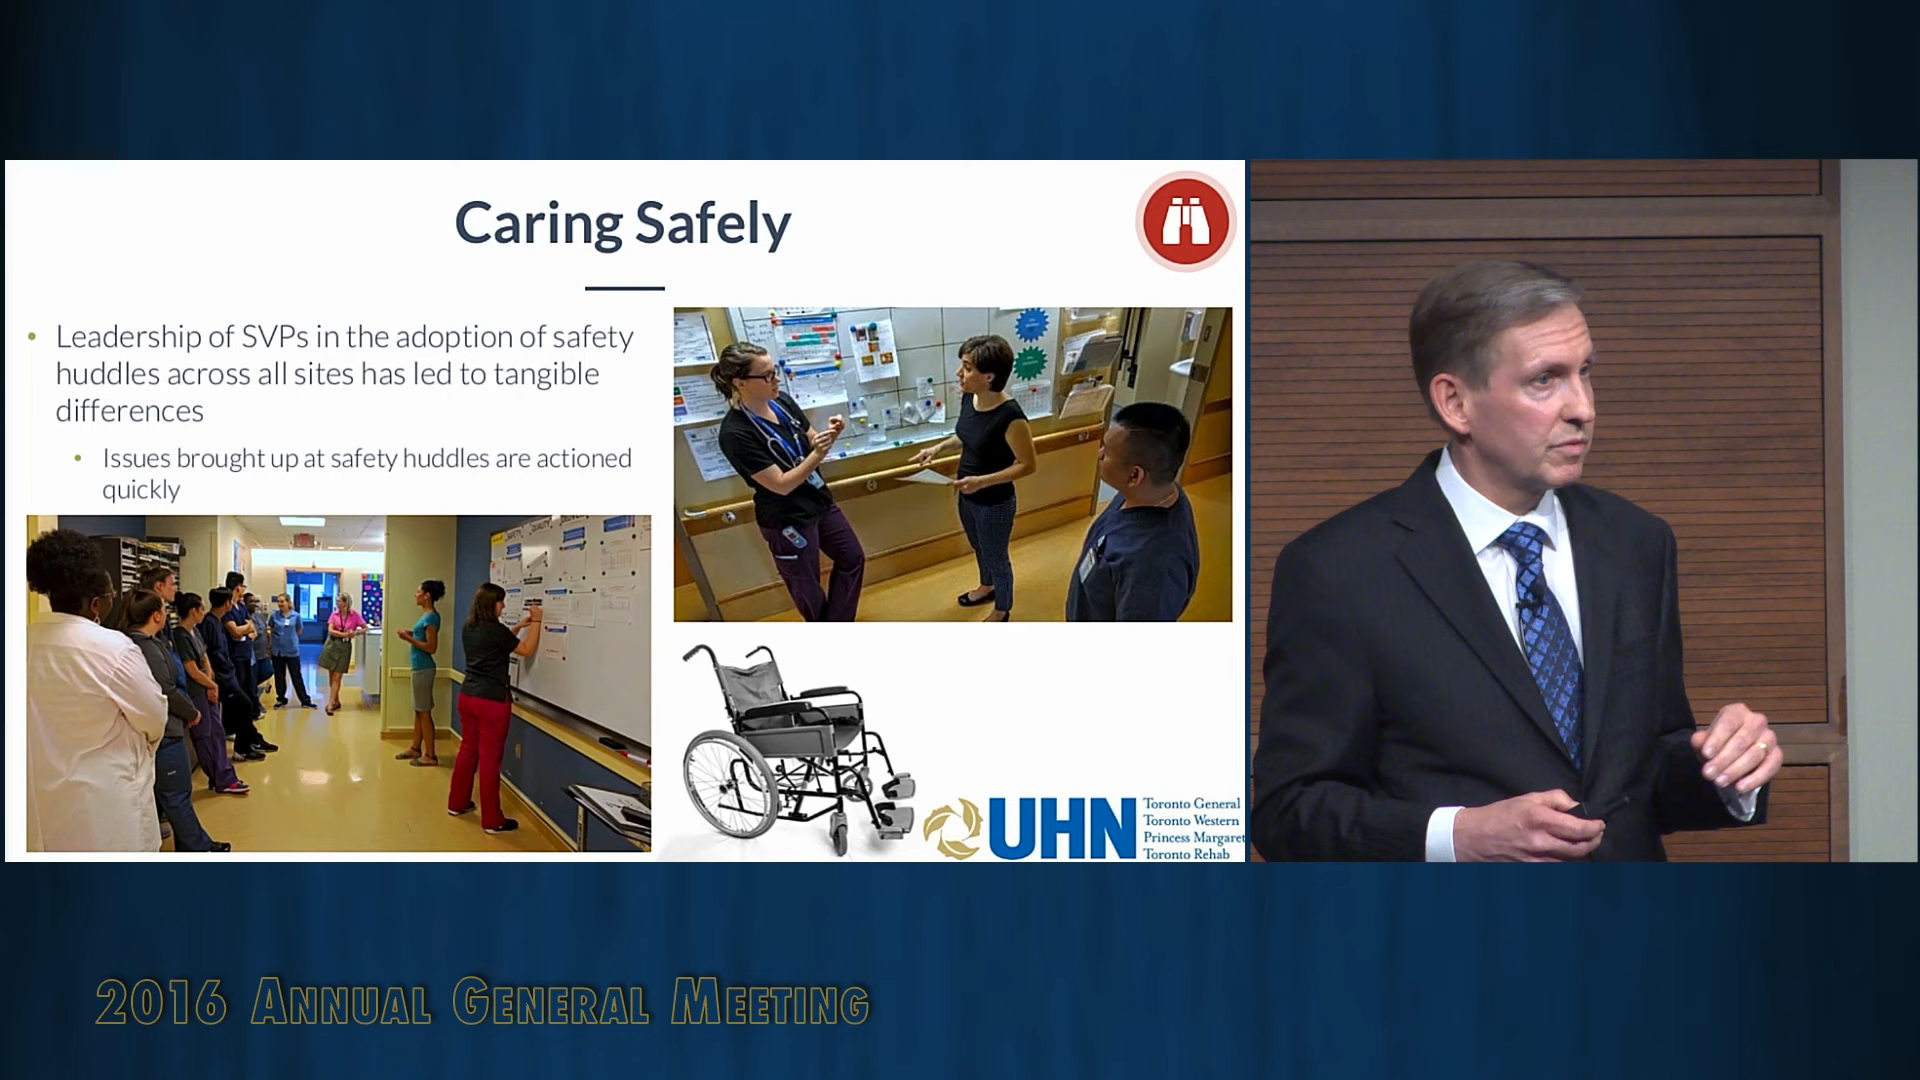 Caring Safely
• Leadership of SVPs in the adoption of safety
huddles across all sites has led to tangible
differences
• Issues brought up at safety huddles are actioned
quickly
SAFETY
QUALITY
UHN
Toronto General
Toronto Western
Princess Margaret
Toronto Rehab
2016 Annual General Meeting